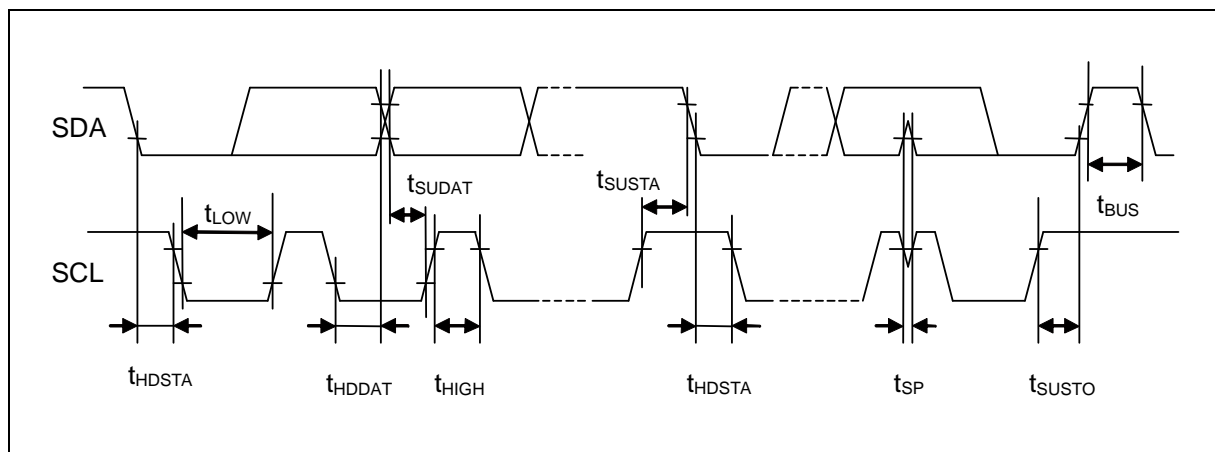 SDA
tSUDAT
tSUSTA
tBUS
tLOW
SCL
tHDSTA
tHDDAT
tHIGH
tHDSTA
tSP
tSUSTO